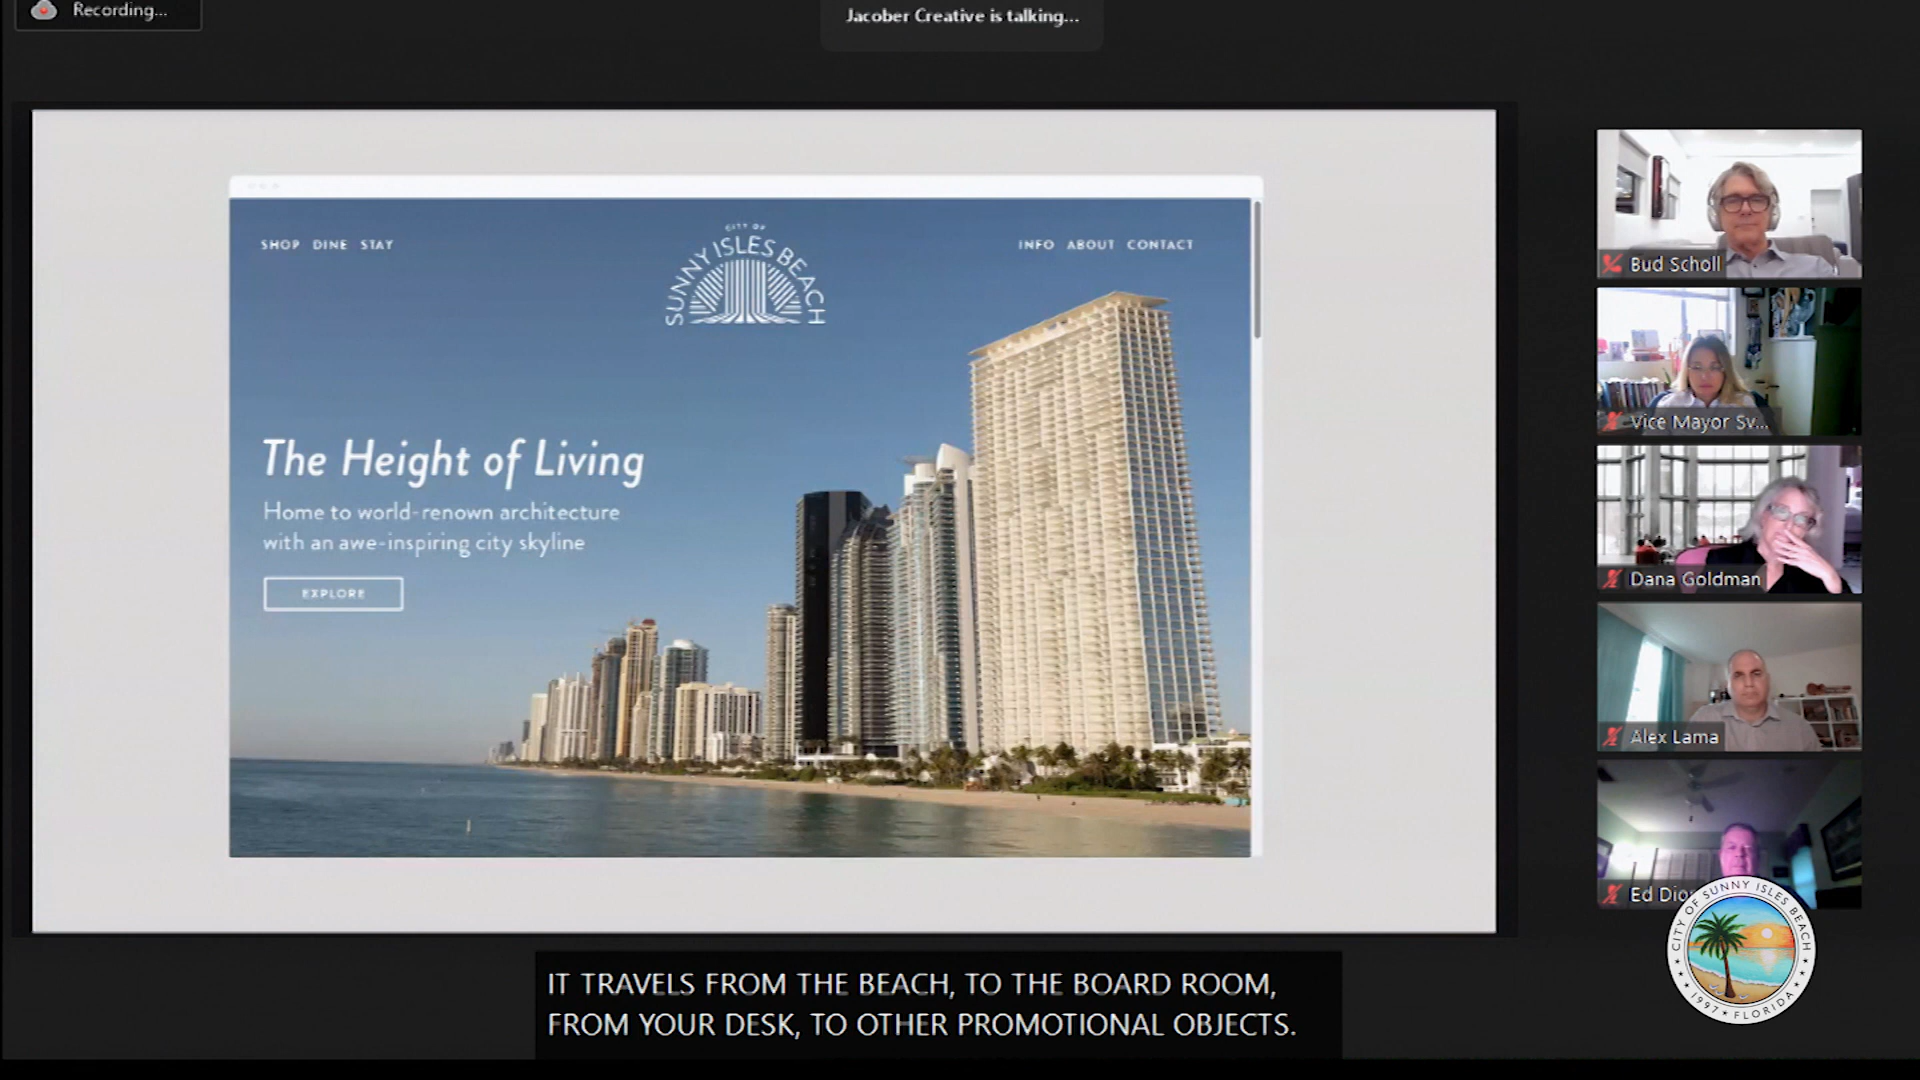 Recording...
Jacober Creative is talking...
SHOP DINE STAY
CITY OF
SUNNY ISLES BEACH
INFO ABOUT CONTACT
The Height of Living
Home to world-renown architecture
with an awe-inspiring city skyline
EXPLORE
Bud Scholl
Vice Mayor Sv...
Dana Goldman
Alex Lama
Ed Dio
CITY OF SUNNY ISLES BEACH
1997 FLORIDA
IT TRAVELS FROM THE BEACH, TO THE BOARD ROOM,
FROM YOUR DESK, TO OTHER PROMOTIONAL OBJECTS.